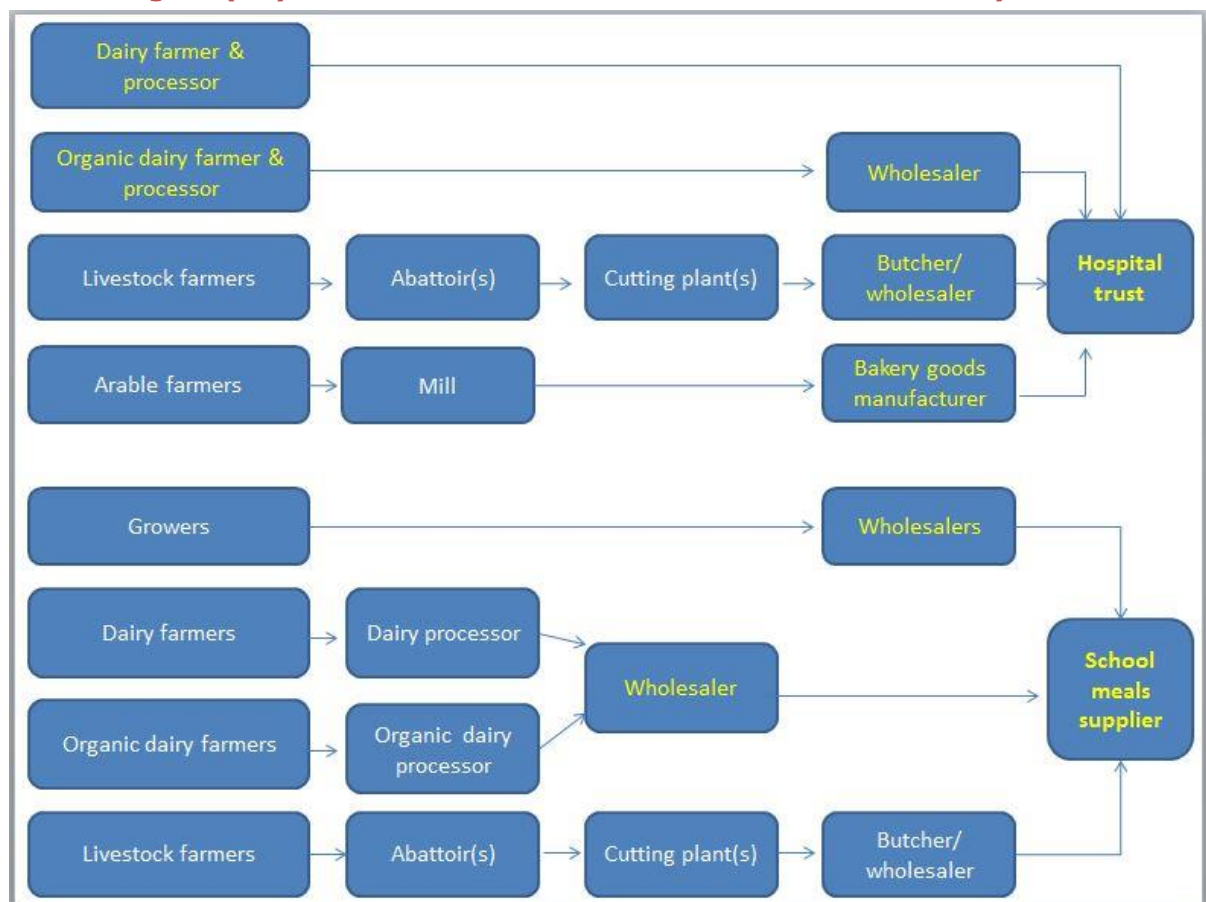 Dairy farmer &
processor
Organic dairy farmer &
processor
Wholesaler
Livestock farmers
Abattoir(s)
Cutting plant(s)
Butcher/
wholesaler
Hospital
trust
Arable farmers
Mill
Bakery goods
manufacturer
Growers
Wholesalers
Dairy farmers
Dairy processor
Wholesaler
School
meals
supplier
Organic dairy farmers
Organic dairy
processor
Livestock farmers
Abattoir(s)
Cutting plant(s)
Butcher/
wholesaler